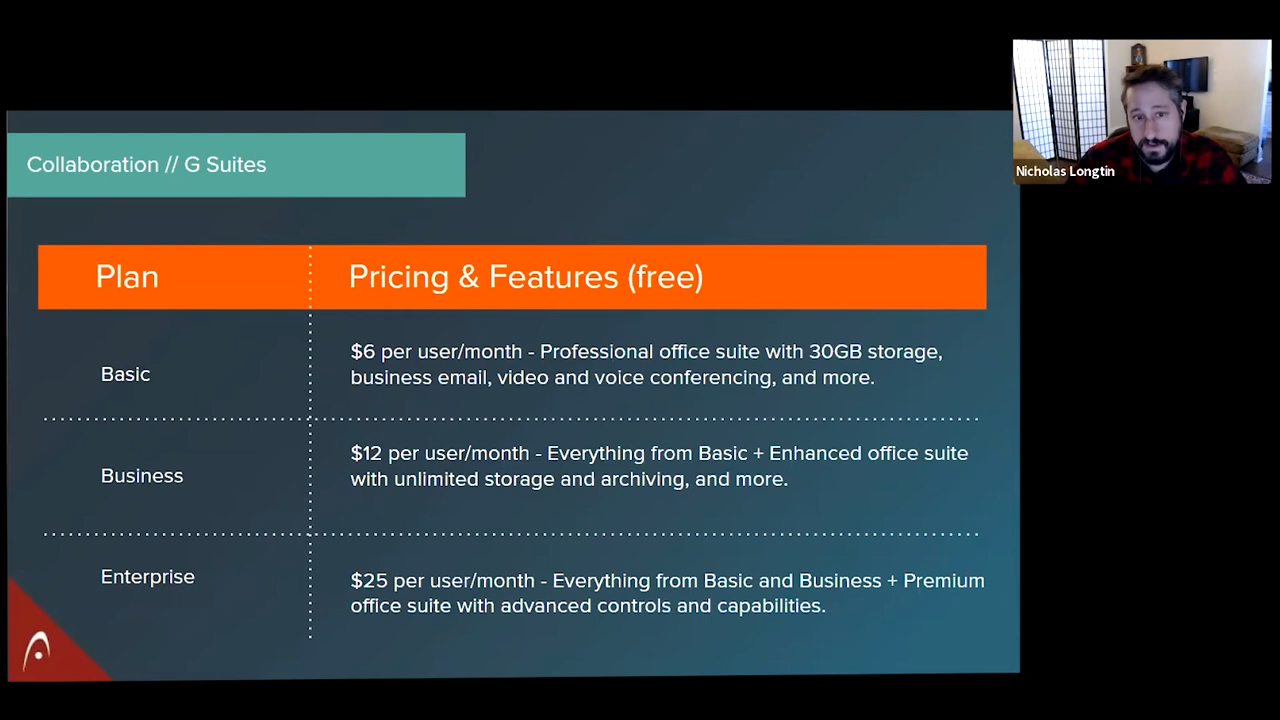 Collaboration // G Suites
Nicholas Longtin
Plan
Pricing & Features (free)
Basic
$6 per user/month - Professional office suite with 30GB storage,
business email, video and voice conferencing, and more.
Business
$12 per user/month - Everything from Basic + Enhanced office suite
with unlimited storage and archiving, and more.
Enterprise
$25 per user/month - Everything from Basic and Business + Premium
office suite with advanced controls and capabilities.